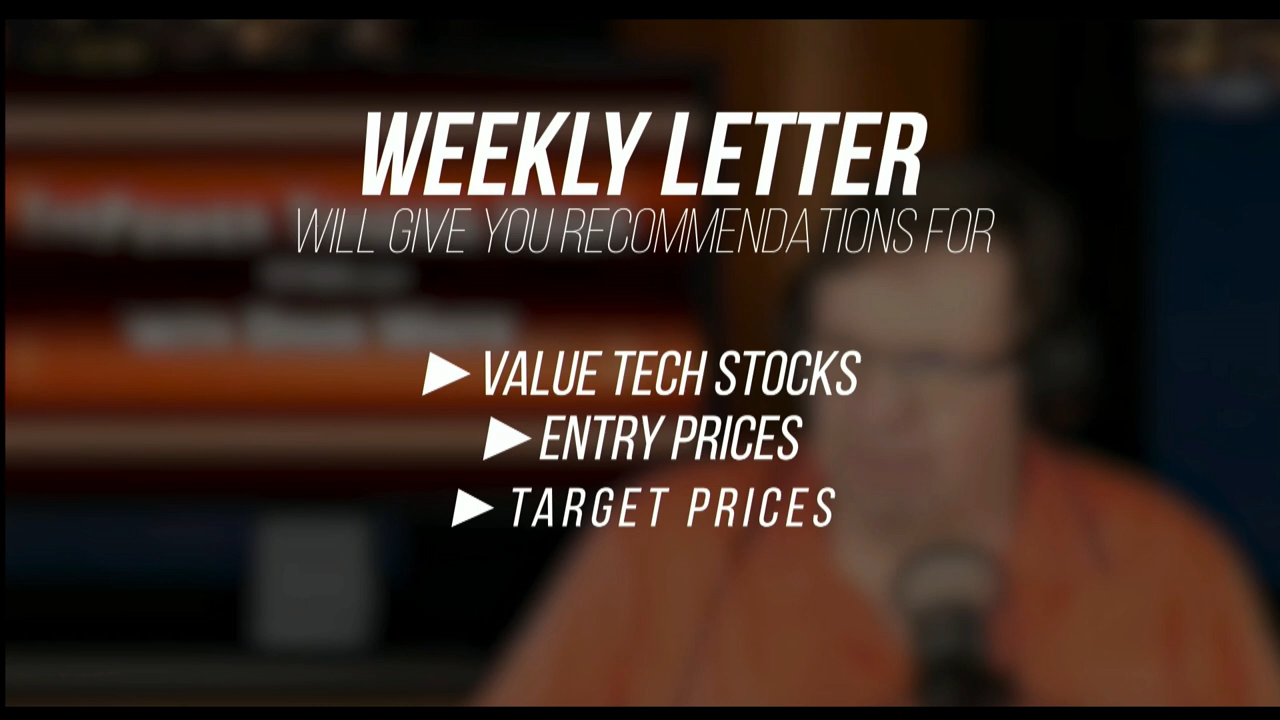 WEEKLY LETTER
WILL GIVE YOU RECOMMENDATIONS FOR
► VALUE TECH STOCKS
► ENTRY PRICES
► TARGET PRICES